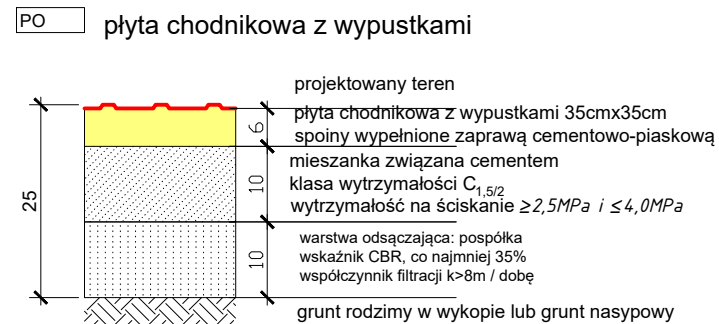 PO płyta chodnikowa z wypustkami
projektowany teren
płyta chodnikowa z wypustkami 35cmx35cm
spoiny wypełnione zaprawą cementowo-piaskową
6
mieszanka związana cementem
klasa wytrzymałości C1,5/2
wytrzymałość na ściskanie ≥2,5MPa i ≤4,0MPa
10
25
warstwa odsączająca: pospółka
wskaźnik CBR, co najmniej 35%
współczynnik filtracji k>8m / dobę
10
grunt rodzimy w wykopie lub grunt nasypowy